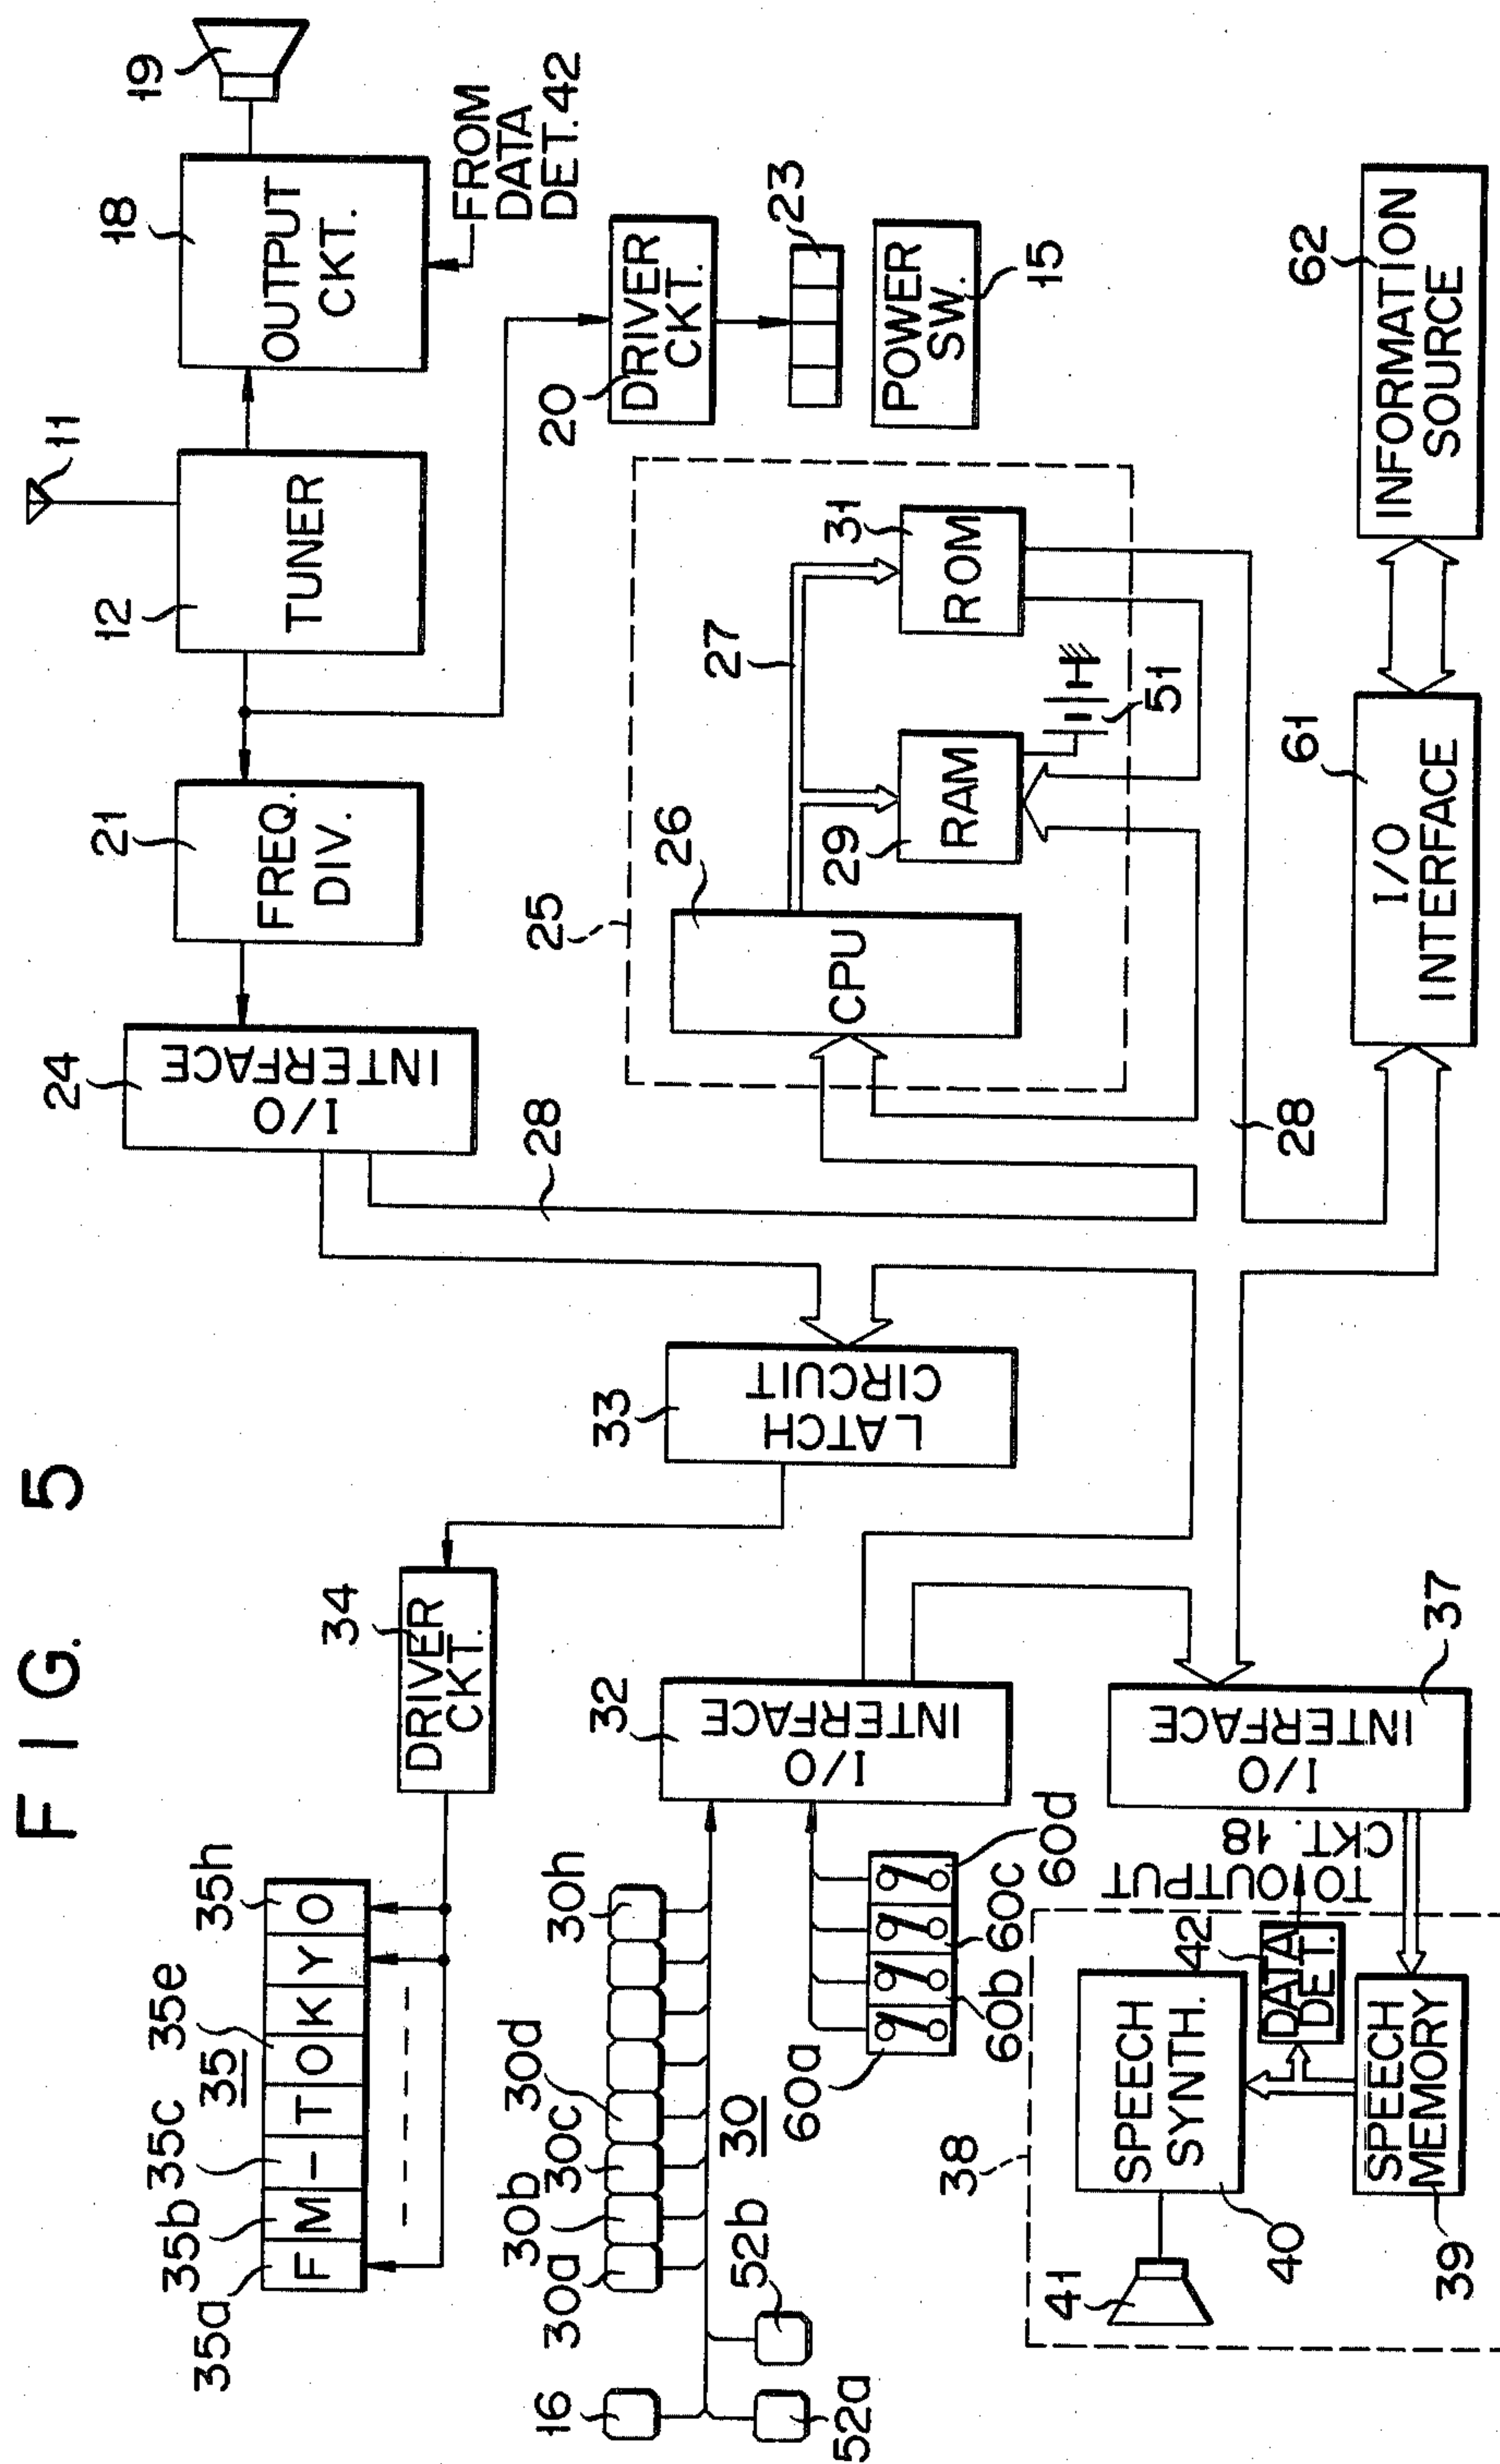 FIG. 5
35a
35b
35c
35
35e
35h
F M - T O K Y O
34
DRIVER
CKT.
24
I/O
INTERFACE
21
FREQ.
DIV.
12
TUNER
11
18
OUTPUT
CKT.
19
FROM
DATA
DET. 42
20
DRIVER
CKT.
23
POWER
SW.
15
16
30a
30b
30c
30d
30h
30
52a
52b
32
I/O
INTERFACE
33
LATCH
CIRCUIT
28
25
26
CPU
27
29
RAM
31
ROM
51
28
60a
60b
60c
60d
38
41
SPEECH
SYNTH.
40
42
DATA
DET.
TO OUTPUT
CKT. 18
SPEECH
MEMORY
39
I/O
INTERFACE
37
61
I/O
INTERFACE
62
INFORMATION
SOURCE